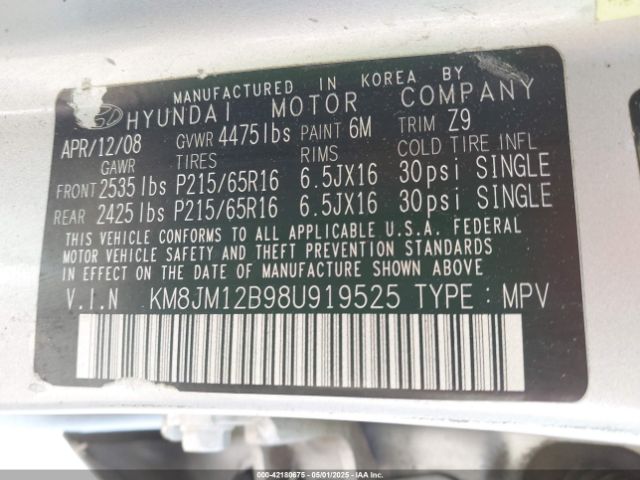 MANUFACTURED IN KOREA BY
HYUNDAI MOTOR COMPANY
APR/12/08 GVWR 4475lbs PAINT 6M TRIM Z9
GAWR TIRES RIMS COLD TIRE INFL
FRONT 2535 lbs P215/65R16 6.5JX16 30psi SINGLE
REAR 2425 lbs P215/65R16 6.5JX16 30psi SINGLE
THIS VEHICLE CONFORMS TO ALL APPLICABLE U.S.A. FEDERAL
MOTOR VEHICLE SAFETY AND THEFT PREVENTION STANDARDS
IN EFFECT ON THE DATE OF MANUFACTURE SHOWN ABOVE.
V.I.N KM8JM12B98U919525 TYPE : MPV
000-42180675 - 05/01/2025 - IAAI.COM